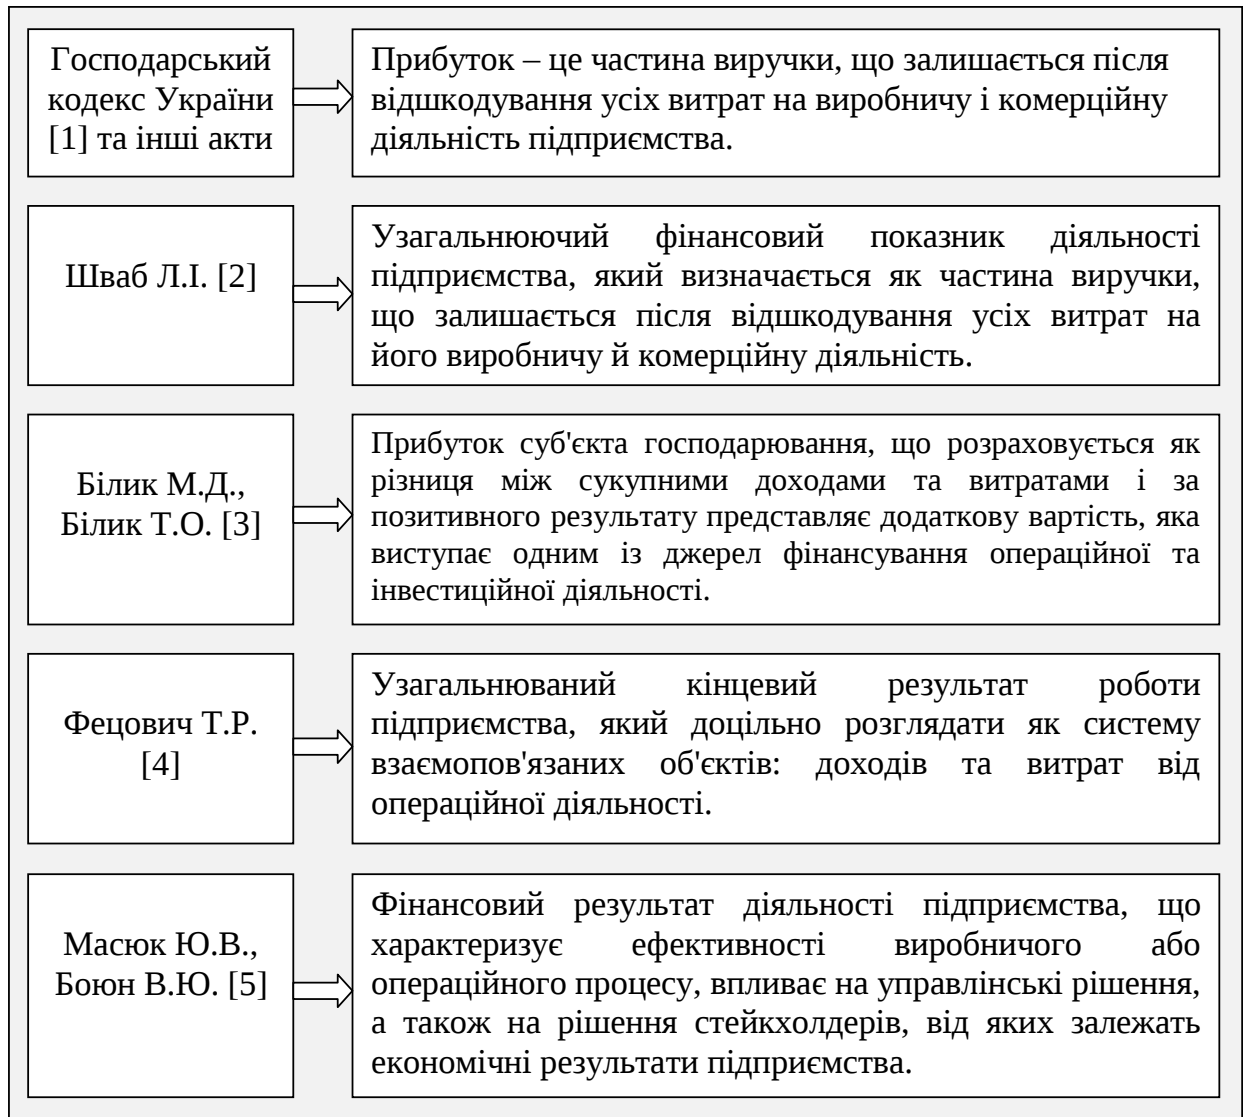 Господарський
кодекс України
[1] та інші акти
Прибуток – це частина виручки, що залишається після
відшкодування усіх витрат на виробничу і комерційну
діяльність підприємства.
Шваб Л.І. [2]
Узагальнюючий фінансовий показник діяльності
підприємства, який визначається як частина виручки,
що залишається після відшкодування усіх витрат на
його виробничу й комерційну діяльність.
Білик М.Д.,
Білик Т.О. [3]
Прибуток суб'єкта господарювання, що розраховується як
різниця між сукупними доходами та витратами і за
позитивного результату представляє додаткову вартість, яка
виступає одним із джерел фінансування операційної та
інвестиційної діяльності.
Фецович Т.Р.
[4]
Узагальнюваний кінцевий результат роботи
підприємства, який доцільно розглядати як систему
взаємопов'язаних об'єктів: доходів та витрат від
операційної діяльності.
Масюк Ю.В.,
Боюн В.Ю. [5]
Фінансовий результат діяльності підприємства, що
характеризує ефективності виробничого або
операційного процесу, впливає на управлінські рішення,
а також на рішення стейкхолдерів, від яких залежать
економічні результати підприємства.